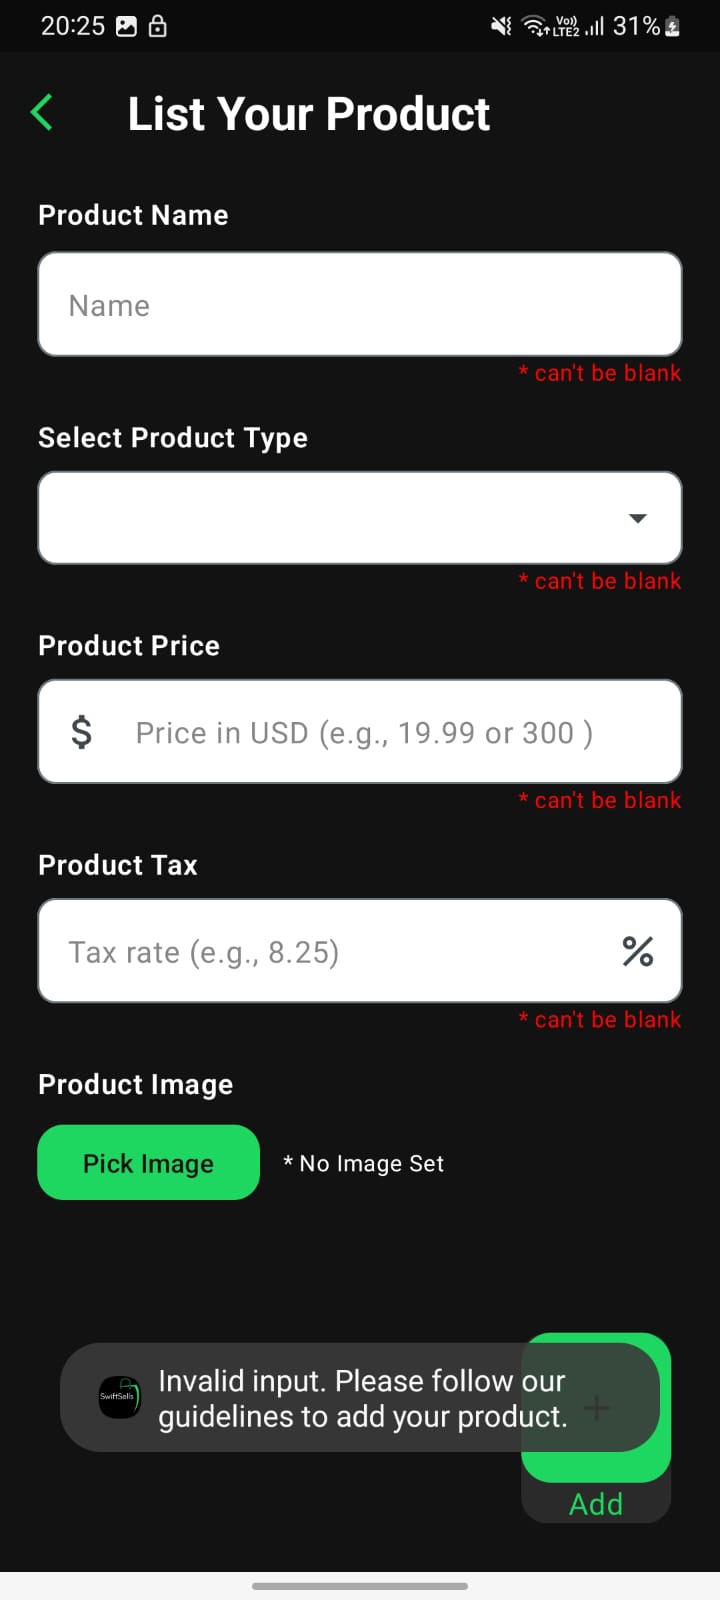 20:25 Vo)) LTE2 31%
List Your Product
Product Name
Name
* can't be blank
Select Product Type
* can't be blank
Product Price
$ Price in USD (e.g., 19.99 or 300 )
* can't be blank
Product Tax
Tax rate (e.g., 8.25) %
* can't be blank
Product Image
Pick Image * No Image Set
SwiftSells
Invalid input. Please follow our
guidelines to add your product.
+
Add